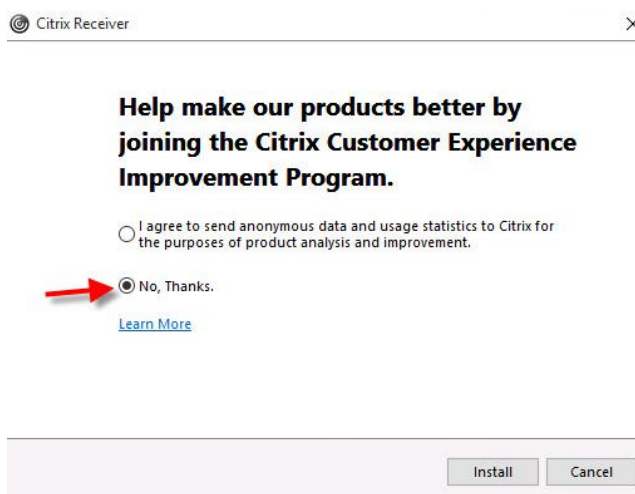 Citrix Receiver
Help make our products better by
joining the Citrix Customer Experience
Improvement Program.
I agree to send anonymous data and usage statistics to Citrix for
the purposes of product analysis and improvement.
No, Thanks.
Learn More
Install Cancel